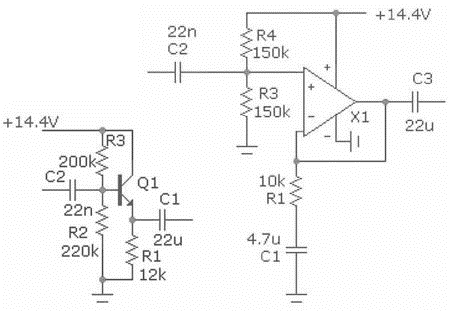 +14.4V
22n
C2
R4
150k
+
+
-
-
R3
150k
X1
C3
22u
10k
R1
4.7u
C1
+14.4V
R3
200k
C2
22n
Q1
C1
22u
R2
220k
R1
12k